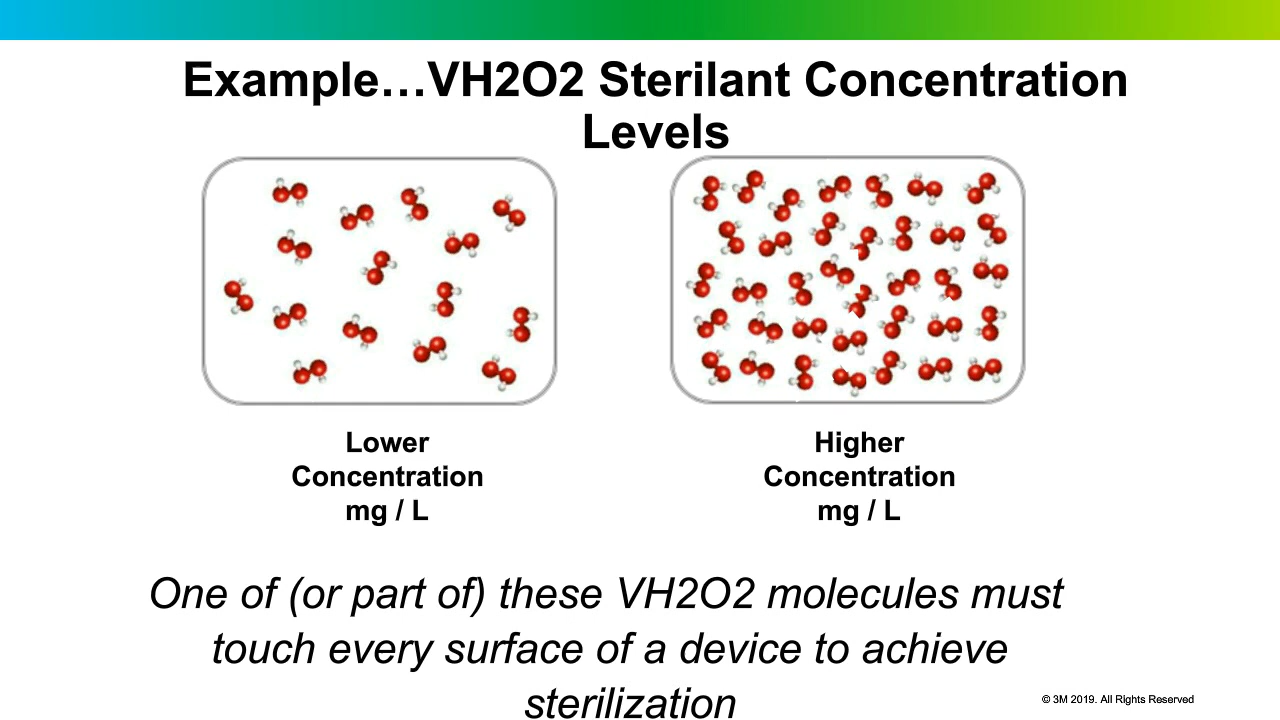 Example…VH2O2 Sterilant Concentration
Levels
Lower
Concentration
mg / L
Higher
Concentration
mg / L
One of (or part of) these VH2O2 molecules must
touch every surface of a device to achieve
sterilization
© 3M 2019. All Rights Reserved